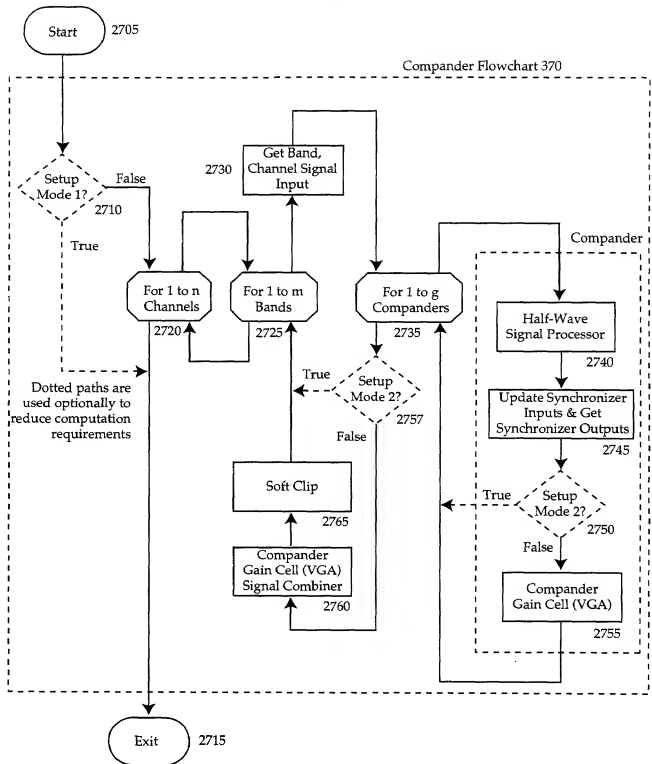 Start
2705
Compander Flowchart 370
Setup
Mode 1?
2710
False
True
2730
Get Band,
Channel Signal
Input
Compander
For 1 to n
Channels
2720
For 1 to m
Bands
2725
For 1 to g
Companders
2735
Half-Wave
Signal Processor
2740
Dotted paths are
used optionally to
reduce computation
requirements
True
Setup
Mode 2?
2757
False
Update Synchronizer
Inputs & Get
Synchronizer Outputs
2745
Soft Clip
2765
True
Setup
Mode 2?
2750
False
Compander
Gain Cell (VGA)
Signal Combiner
2760
Compander
Gain Cell (VGA)
2755
Exit
2715